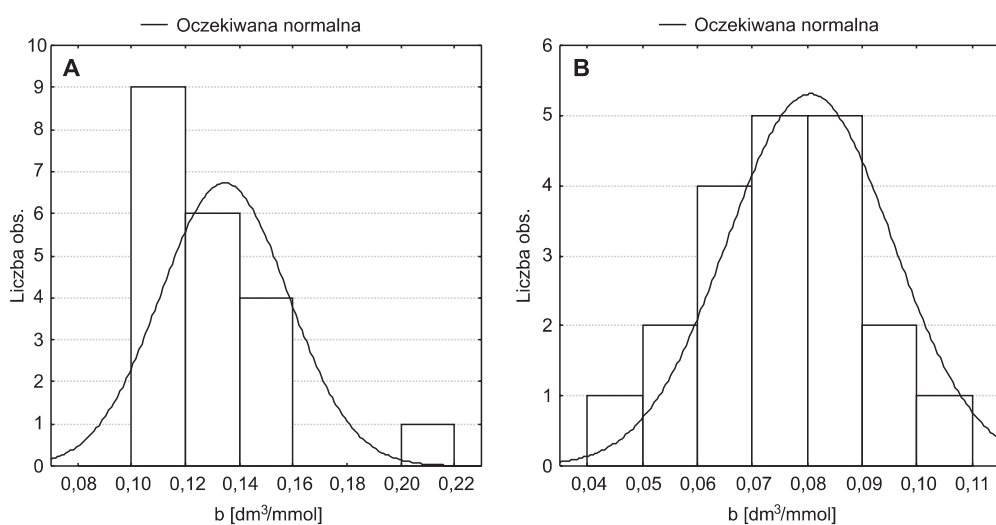 Oczekiwana normalna
A
Liczba obs.
10
9
8
7
6
5
4
3
2
1
0
0,08 0,10 0,12 0,14 0,16 0,18 0,20 0,22
b [dm³/mmol]
Oczekiwana normalna
B
Liczba obs.
6
5
4
3
2
1
0
0,04 0,05 0,06 0,07 0,08 0,09 0,10 0,11
b [dm³/mmol]